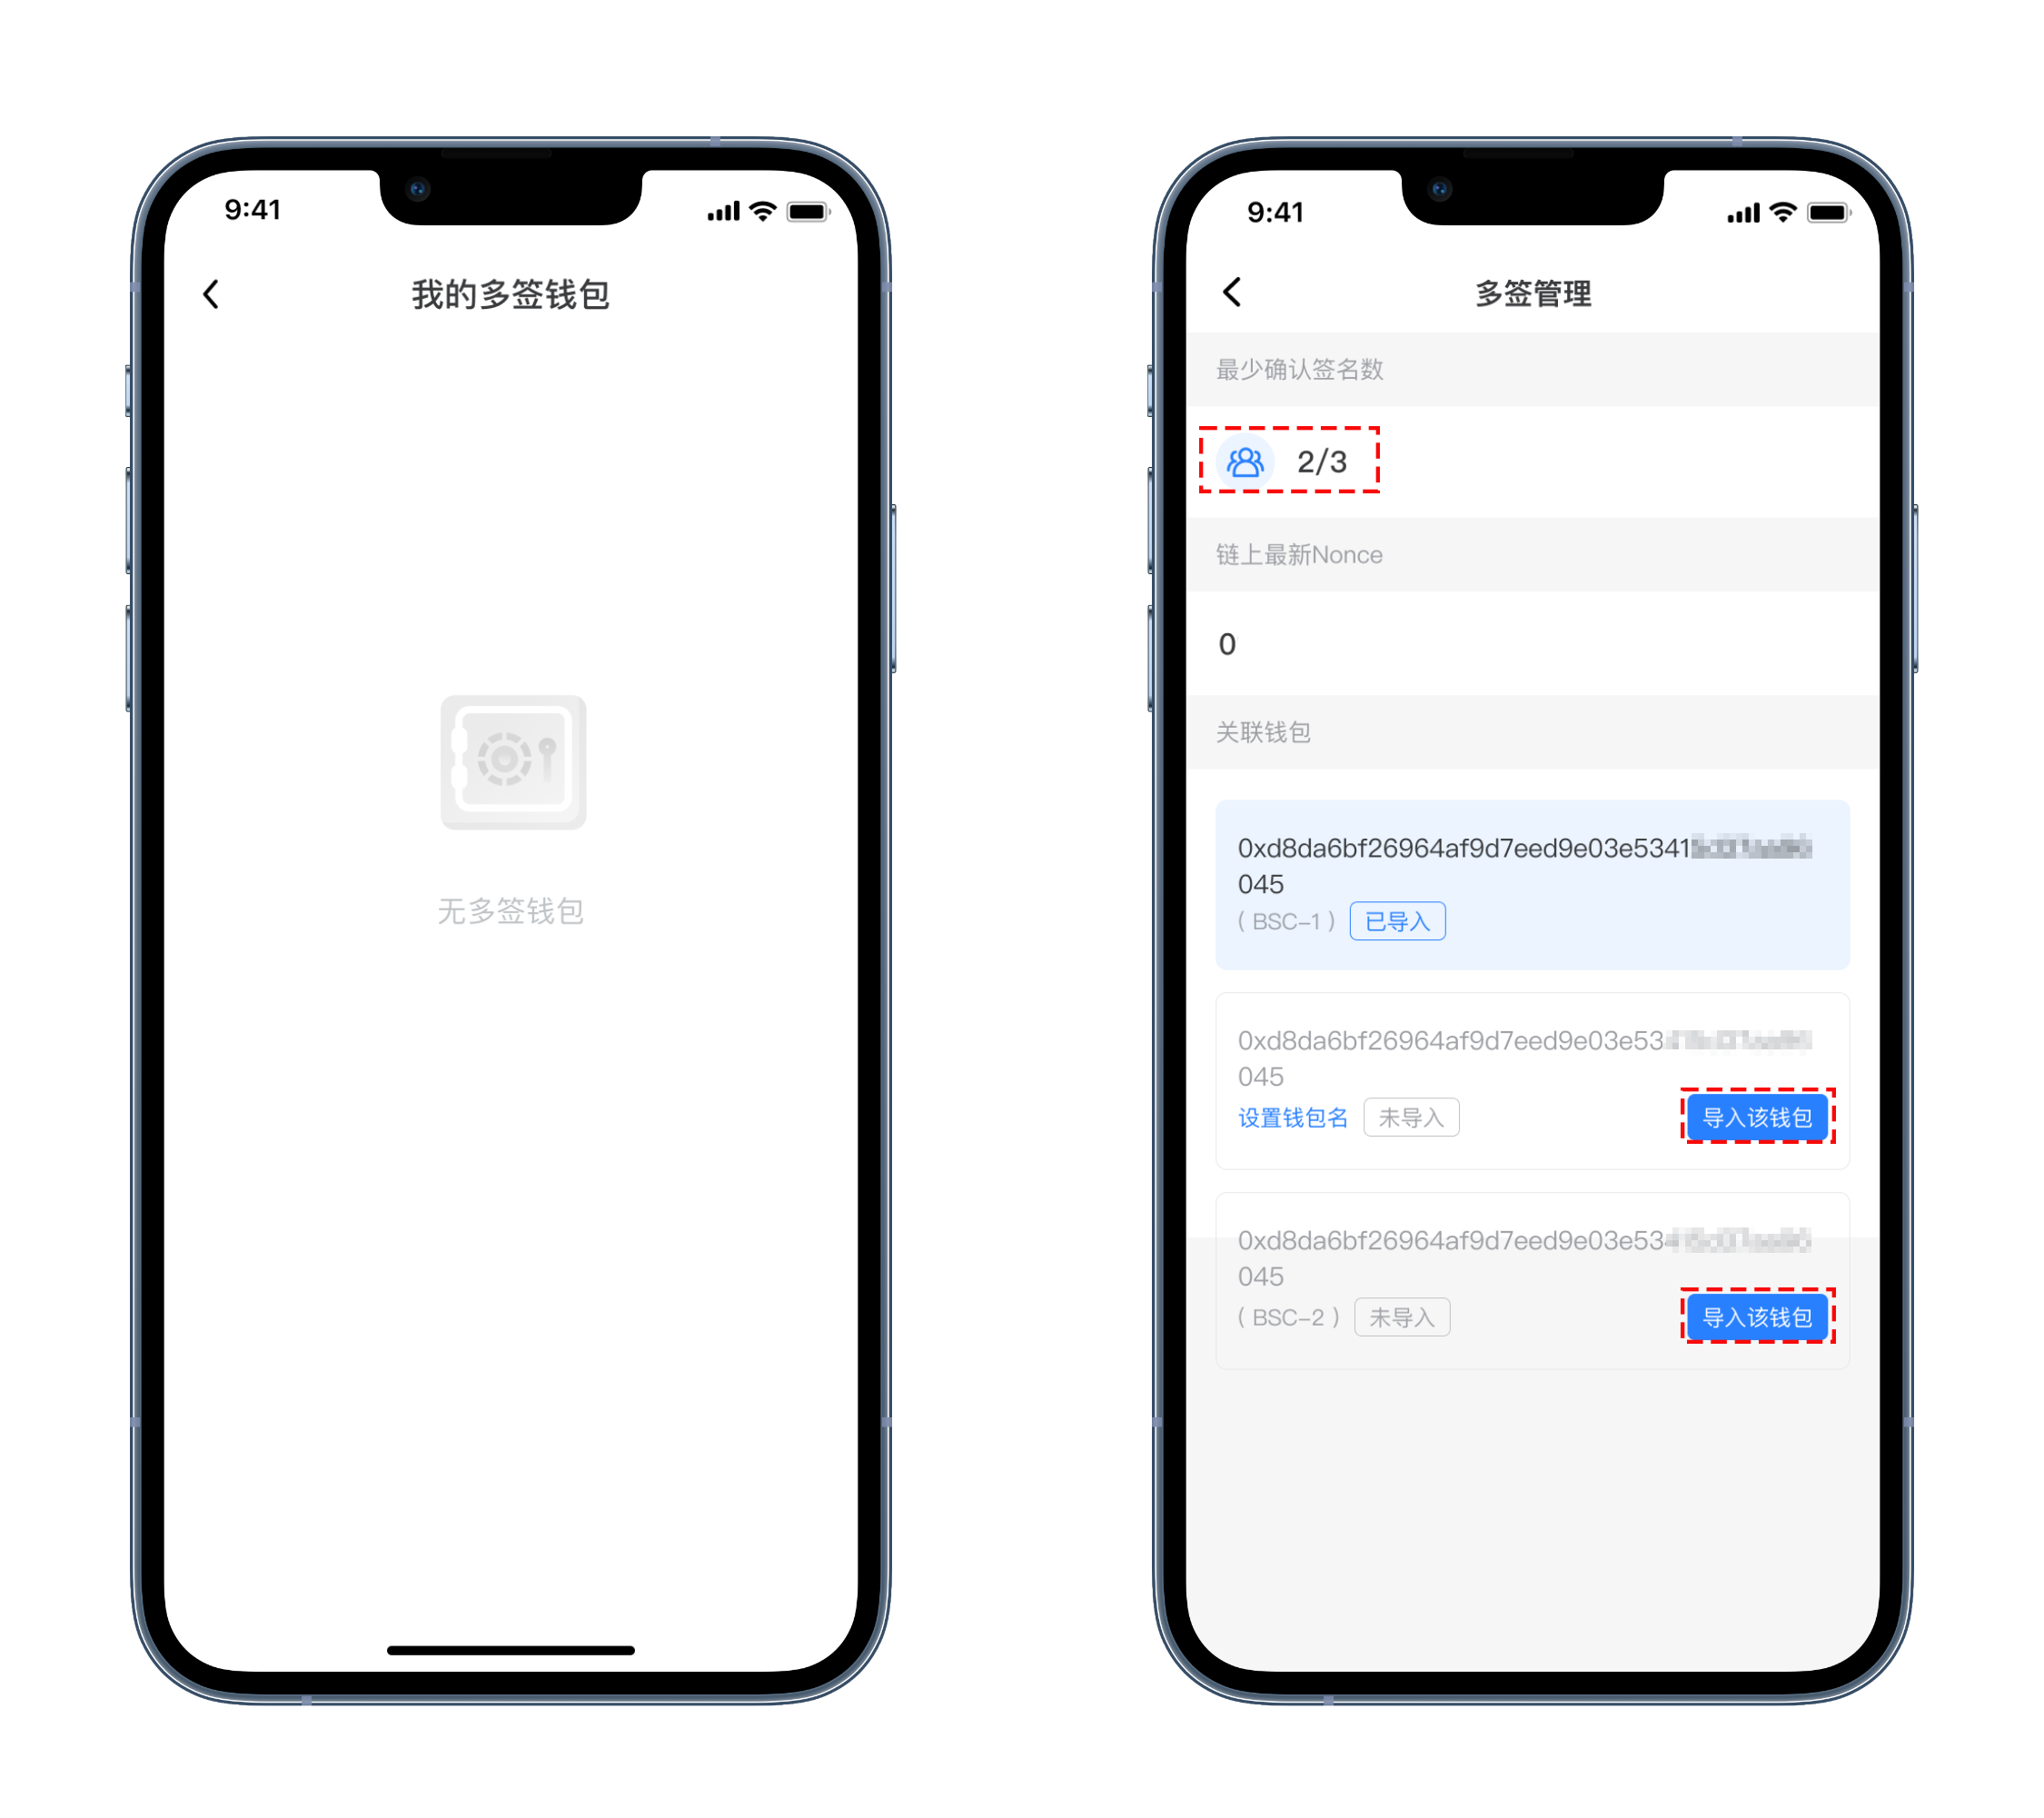 9:41
我的多签钱包
无多签钱包
9:41
多签管理
最少确认签名数
2/3
链上最新Nonce
0
关联钱包
0xd8da6bf26964af9d7eed9e03e5341
045
( BSC-1 ) 已导入
0xd8da6bf26964af9d7eed9e03e53
045
设置钱包名 未导入 导入该钱包
0xd8da6bf26964af9d7eed9e03e53
045
( BSC-2 ) 未导入 导入该钱包